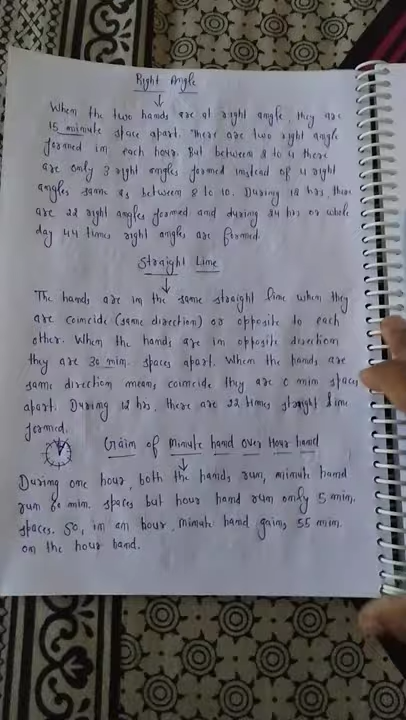 Right Angle
When the two hands are at right angle, they are
15 minute space apart. There are two right angle
formed in each hour. But between 2 to 4 there
are only 3 right angles formed instead of 4 right
angles same as between 8 to 10. During 12 hrs, there
are 22 right angles formed and during 24 hrs or whole
day 44 times right angles are formed.
Straight Line
The hands are in the same straight line when they
are coincide (same direction) or opposite to each
other. When the hands are in opposite direction
they are 30 min. spaces apart. When the hands are
same direction means coincide they are 0 min spaces
apart. During 12 hrs, there are 22 times straight line
formed.
Gain of Minute hand over Hour hand
During one hour, both the hands run, minute hand
run 60 min. spaces but hour hand run only 5 min.
spaces. So, in an hour, minute hand gains 55 min.
on the hour band.